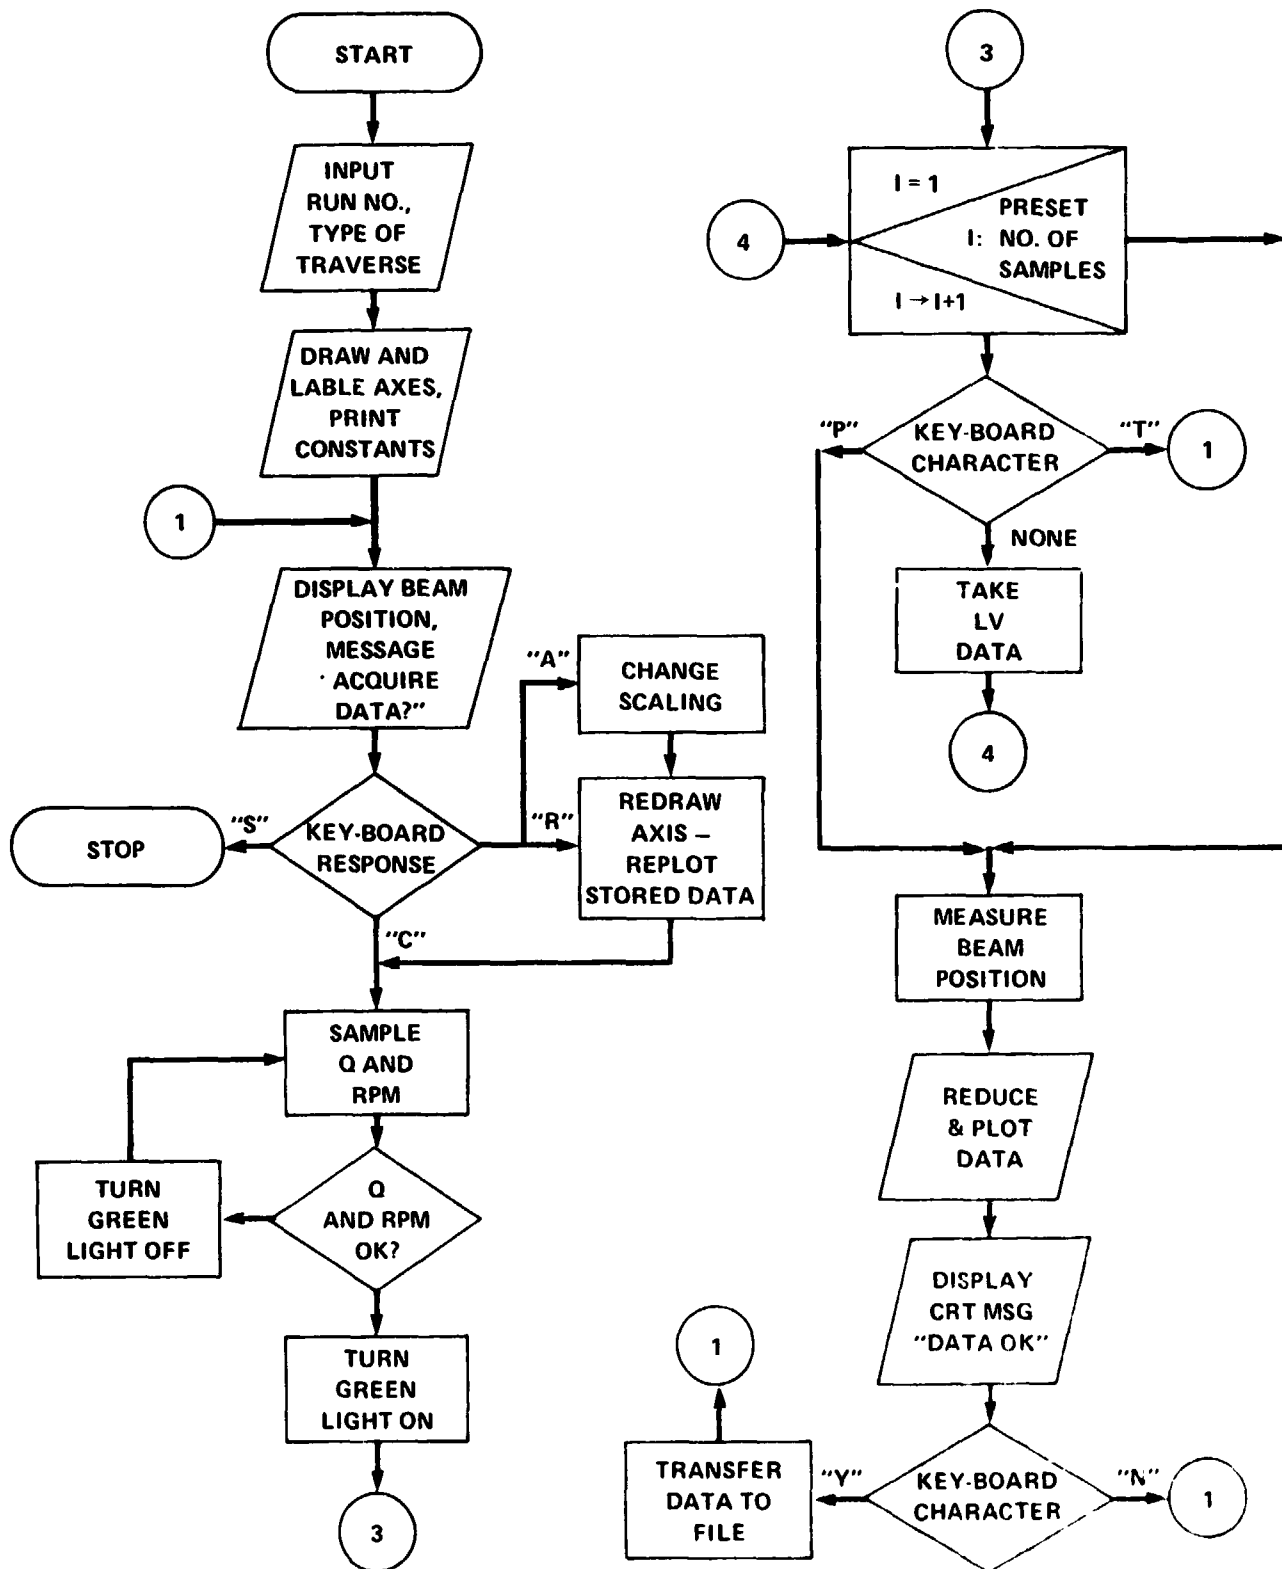 START
INPUT
RUN NO.,
TYPE OF
TRAVERSE
DRAW AND
LABLE AXES,
PRINT
CONSTANTS
1
DISPLAY BEAM
POSITION,
MESSAGE
ACQUIRE
DATA?"
"A"
CHANGE
SCALING
"S"
STOP
KEY-BOARD
RESPONSE
"R"
REDRAW
AXIS –
REPLOT
STORED DATA
"C"
SAMPLE
Q AND
RPM
TURN
GREEN
LIGHT OFF
Q
AND RPM
OK?
TURN
GREEN
LIGHT ON
3
3
I = 1
4
PRESET
I: NO. OF
SAMPLES
I → I+1
"P"
KEY-BOARD
CHARACTER
"T"
1
NONE
TAKE
LV
DATA
4
MEASURE
BEAM
POSITION
REDUCE
& PLOT
DATA
DISPLAY
CRT MSG
"DATA OK"
1
TRANSFER
DATA TO
FILE
"Y"
KEY-BOARD
CHARACTER
"N"
1